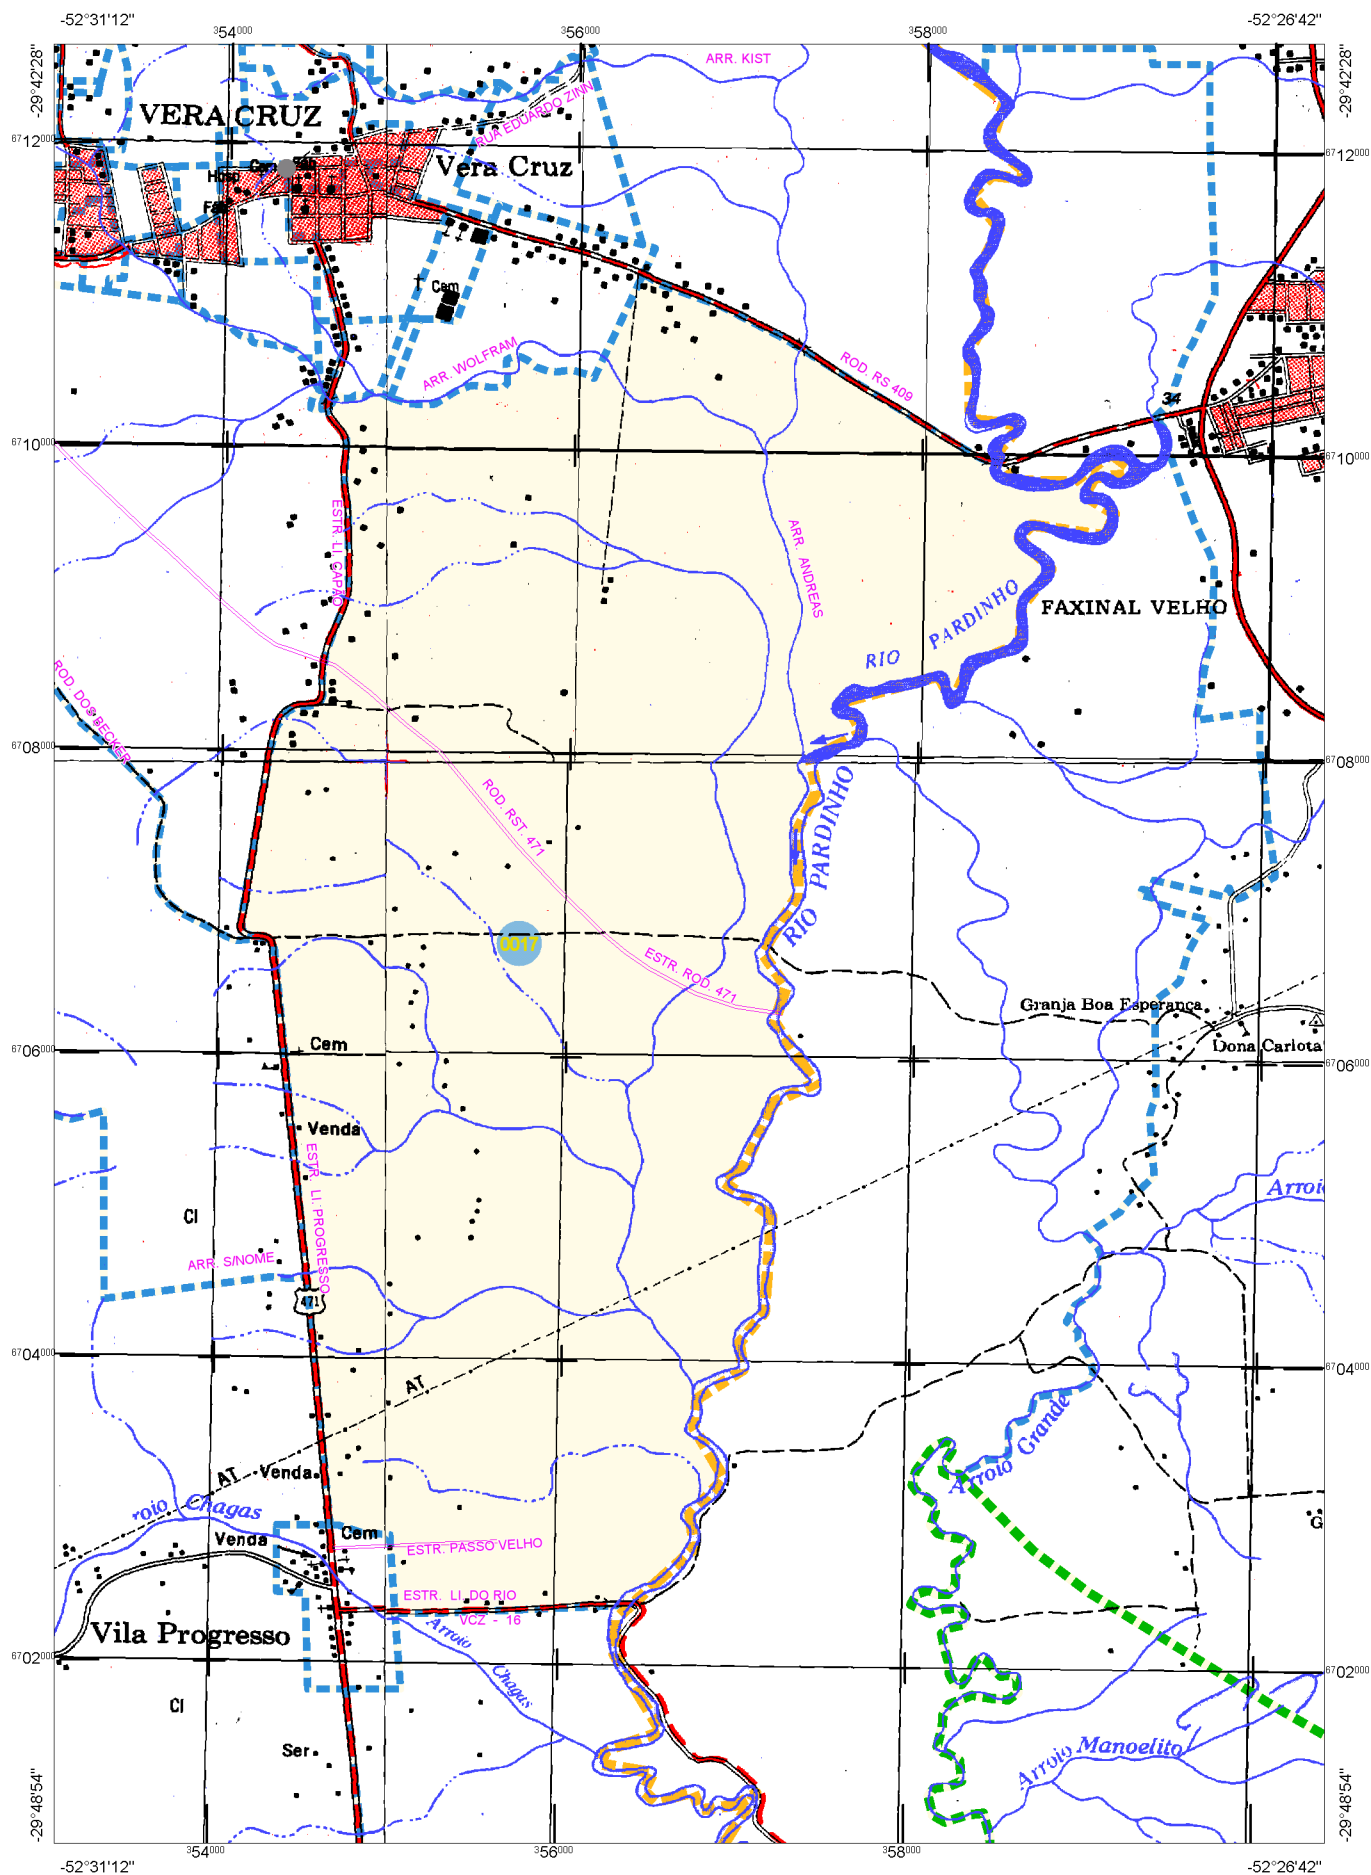 -52°31'12"
-52°26'42"
354000
356000
358000
-29°42'28"
-29°42'28"
ARR. KIST
VERA CRUZ
RUA EDUARDO ZINN
6712000
6712000
Vera Cruz
Hosp
Cem
ARR. WOLFRAM
ROD. RS 409
34
6710000
6710000
ESTR. LI. CAPÃO
ARR. ANDREAS
RIO PARDINHO
FAXINAL VELHO
ROD. DOS BECKER
6708000
6708000
ROD. RST. 471
RIO PARDINHO
0017
ESTR. ROD. 471
Granja Boa Esperança
Dona Carlota
Cem
6706000
6706000
Venda
ESTR. LI. PROGRESSO
CI
Arroio
ARR. S/NOME
471
6704000
6704000
AT
Arroio Grande
AT
Venda
roio Chagas
Venda
Cem
ESTR. PASSO VELHO
G
ESTR. LI. DO RIO
VCZ - 16
Vila Progresso
Arroio Chagas
6702000
6702000
CI
Ser
Arroio Manoelito
-29°48'54"
-29°48'54"
354000
356000
358000
-52°31'12"
-52°26'42"